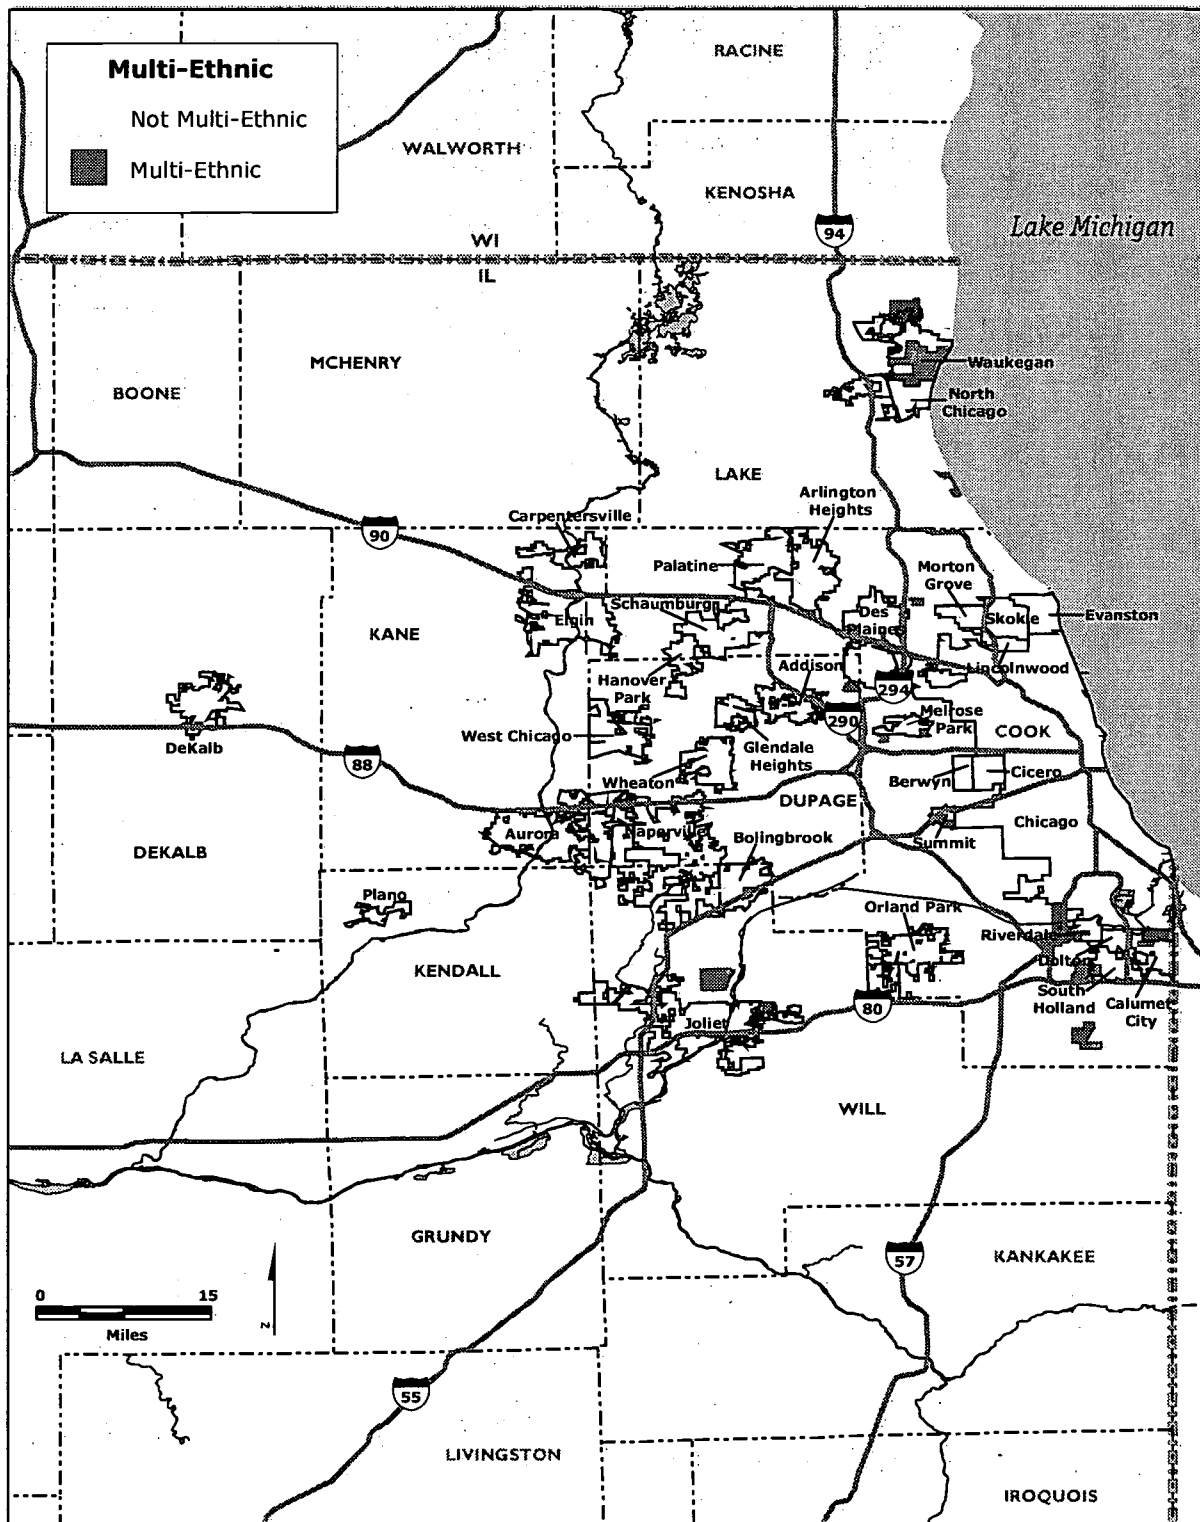 Multi-Ethnic
Not Multi-Ethnic
Multi-Ethnic
RACINE
WALWORTH
KENOSHA
94
Lake Michigan
WI
IL
MCHENRY
BOONE
Waukegan
North
Chicago
LAKE
Arlington
Heights
Carpentersville
90
Palatine
Morton
Grove
Schaumburg
Des
Plaines
Skokie
Evanston
Elgin
KANE
Addison
Lincolnwood
Hanover
Park
294
290
Melrose
Park
COOK
West Chicago
Glendale
Heights
DeKalb
88
Wheaton
Berwyn
Cicero
DUPAGE
Aurora
Naperville
Bolingbrook
Summit
Chicago
DEKALB
Plano
Orland Park
Riverdale
Dolton
KENDALL
South
Holland
Calumet
City
80
Joliet
LA SALLE
WILL
GRUNDY
57
KANKAKEE
0 15
Miles
N
55
LIVINGSTON
IROQUOIS